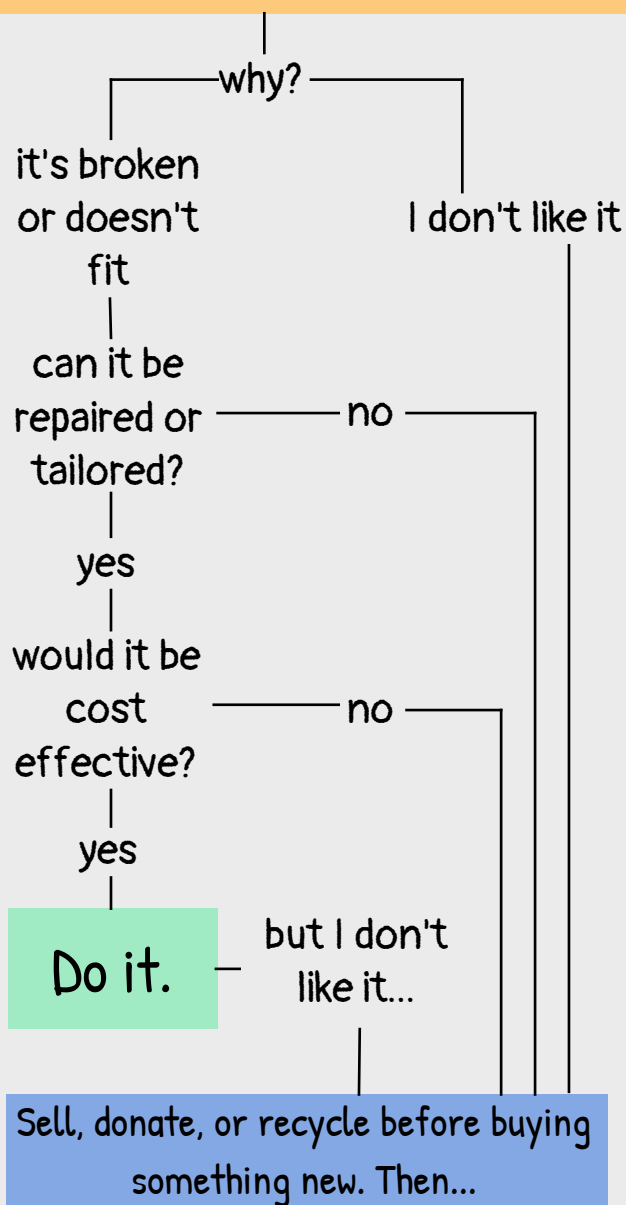 why?
it's broken
or doesn't
fit
I don't like it
can it be
repaired or
tailored?
no
yes
would it be
cost
effective?
no
yes
Do it.
but I don't
like it...
Sell, donate, or recycle before buying
something new. Then...